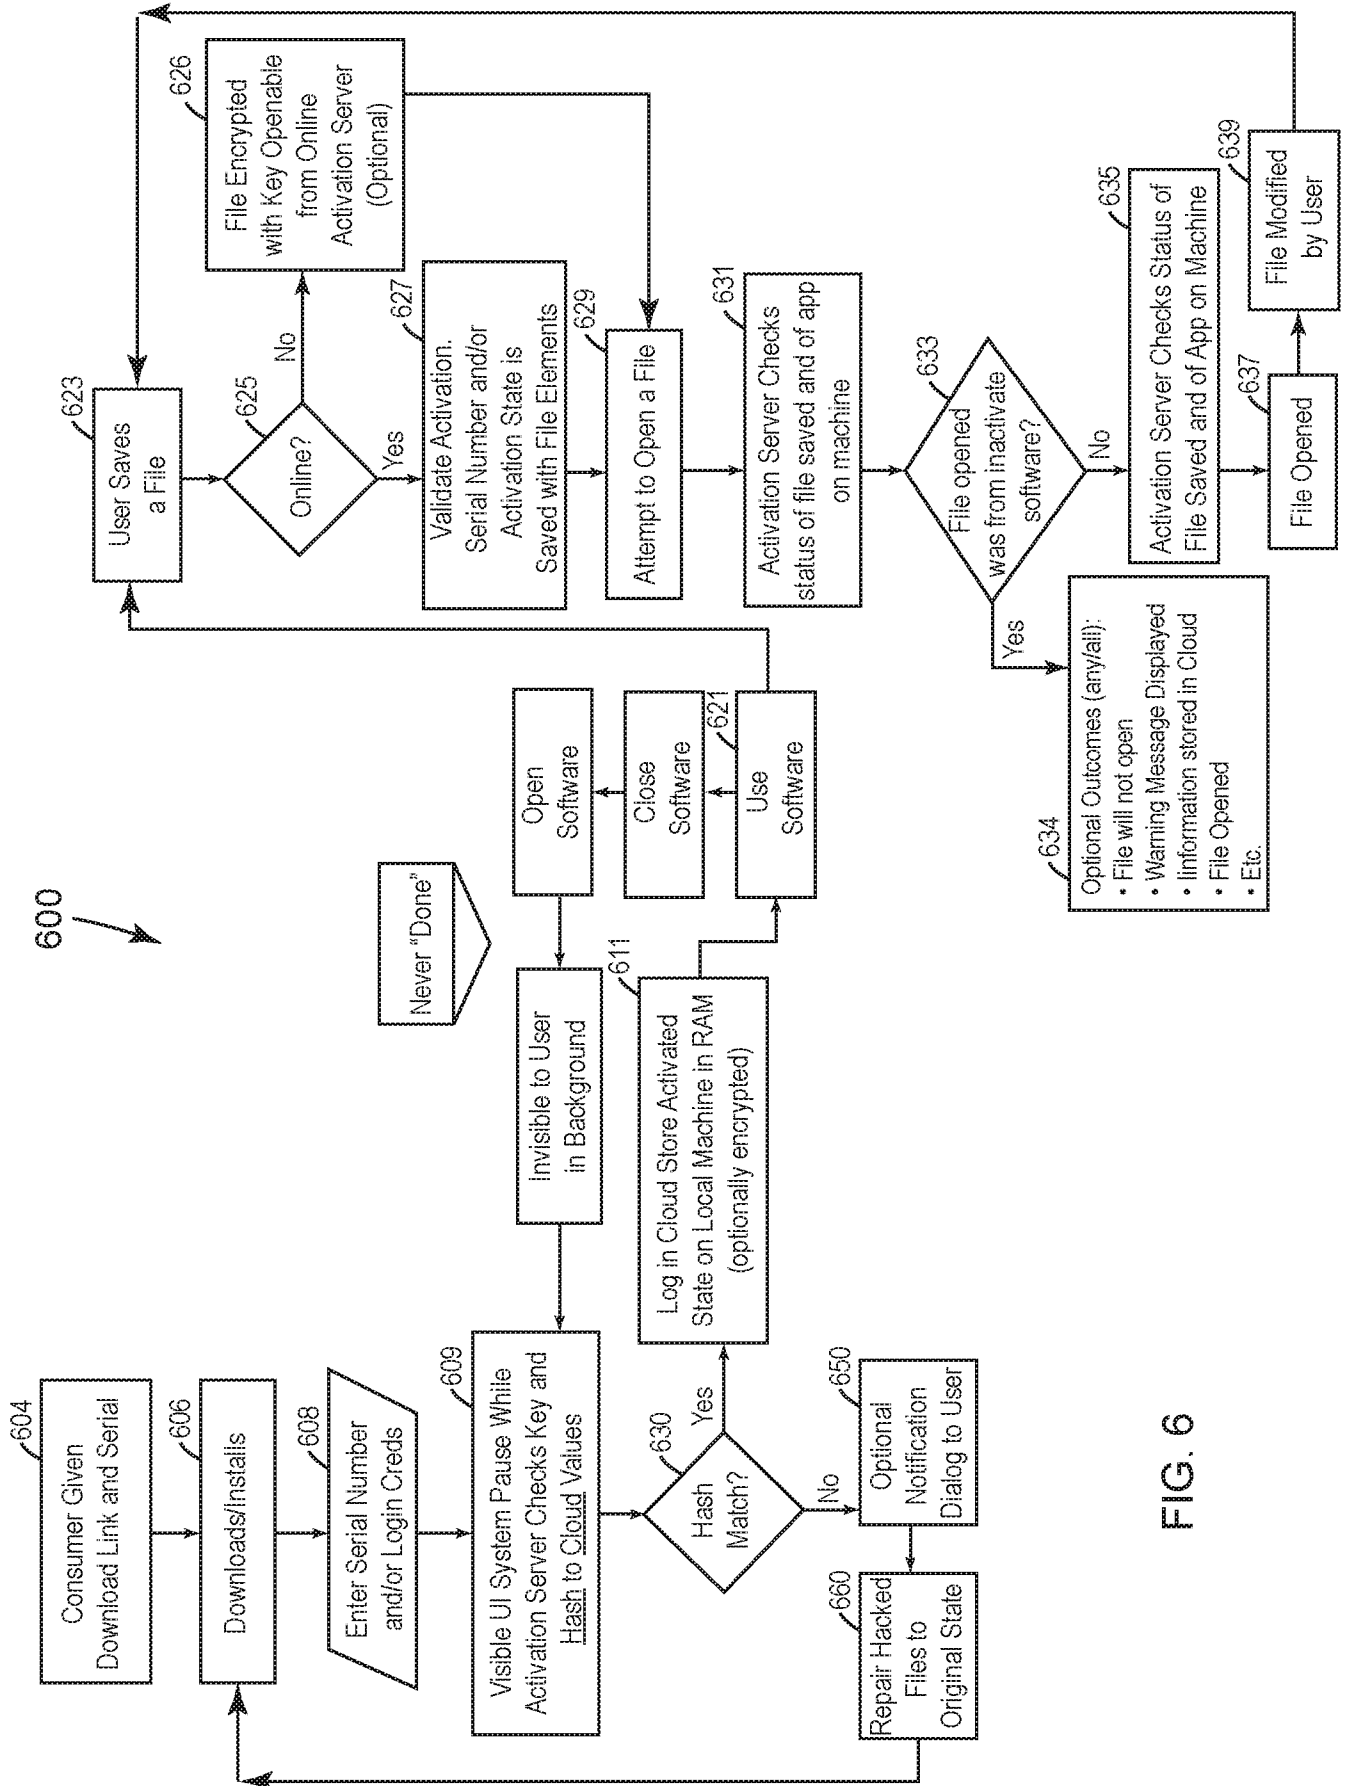 600
604
Consumer Given
Download Link and Serial
606
Downloads/Installs
608
Enter Serial Number
and/or Login Creds
609
Visible UI System Pause While
Activation Server Checks Key and
Hash to Cloud Values
630
Hash
Match?
Yes
No
650
Optional
Notification
Dialog to User
660
Repair Hacked
Files to
Original State
611
Log in Cloud Store Activated
State on Local Machine in RAM
(optionally encrypted)
Never "Done"
Invisible to User
in Background
Open
Software
Close
Software
621
Use
Software
623
User Saves
a File
625
Online?
No
Yes
626
File Encrypted
with Key Openable
from Online
Activation Server
(Optional)
627
Validate Activation.
Serial Number and/or
Activation State is
Saved with File Elements
629
Attempt to Open a File
631
Activation Server Checks
status of file saved and of app
on machine
633
File opened
was from inactivate
software?
Yes
No
634
Optional Outcomes (any/all):
• File will not open
• Warning Message Displayed
• Iinformation stored in Cloud
• File Opened
• Etc.
635
Activation Server Checks Status of
File Saved and of App on Machine
637
File Opened
639
File Modified
by User
FIG. 6